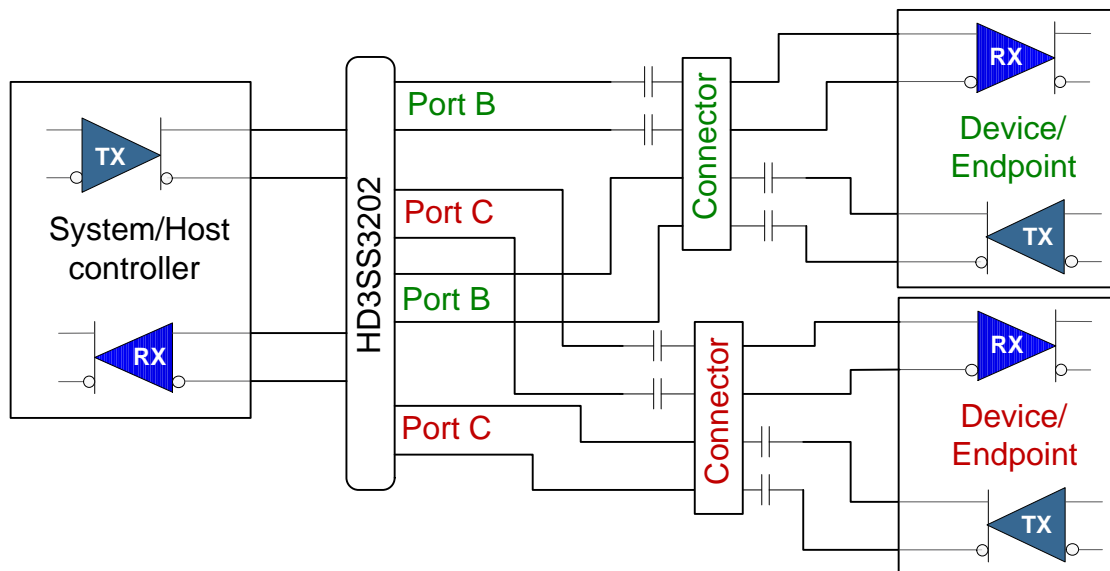 TX
System/Host
controller
RX
HD3SS3202
Port B
Port C
Port B
Port C
Connector
Connector
RX
Device/
Endpoint
TX
RX
Device/
Endpoint
TX